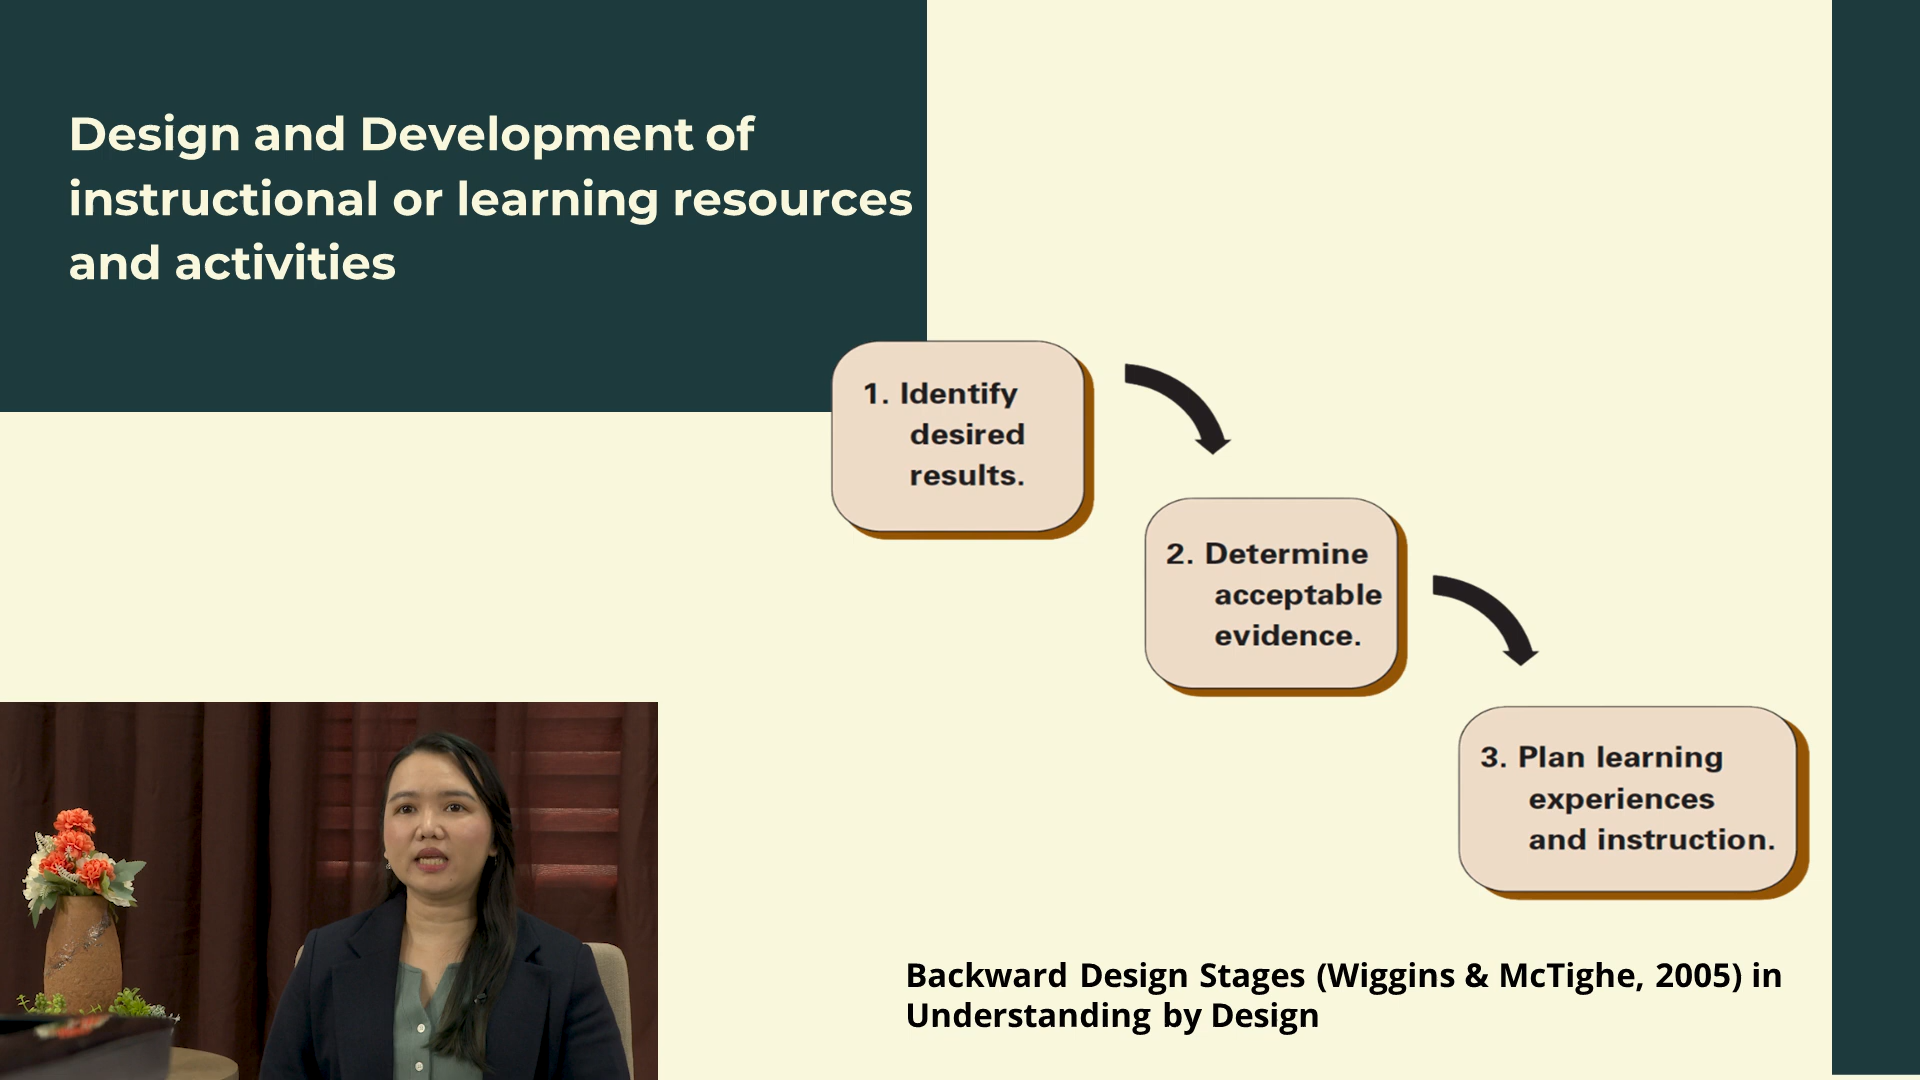 Design and Development of
instructional or learning resources
and activities
1. Identify
desired
results.
2. Determine
acceptable
evidence.
3. Plan learning
experiences
and instruction.
Backward Design Stages (Wiggins & McTighe, 2005) in
Understanding by Design